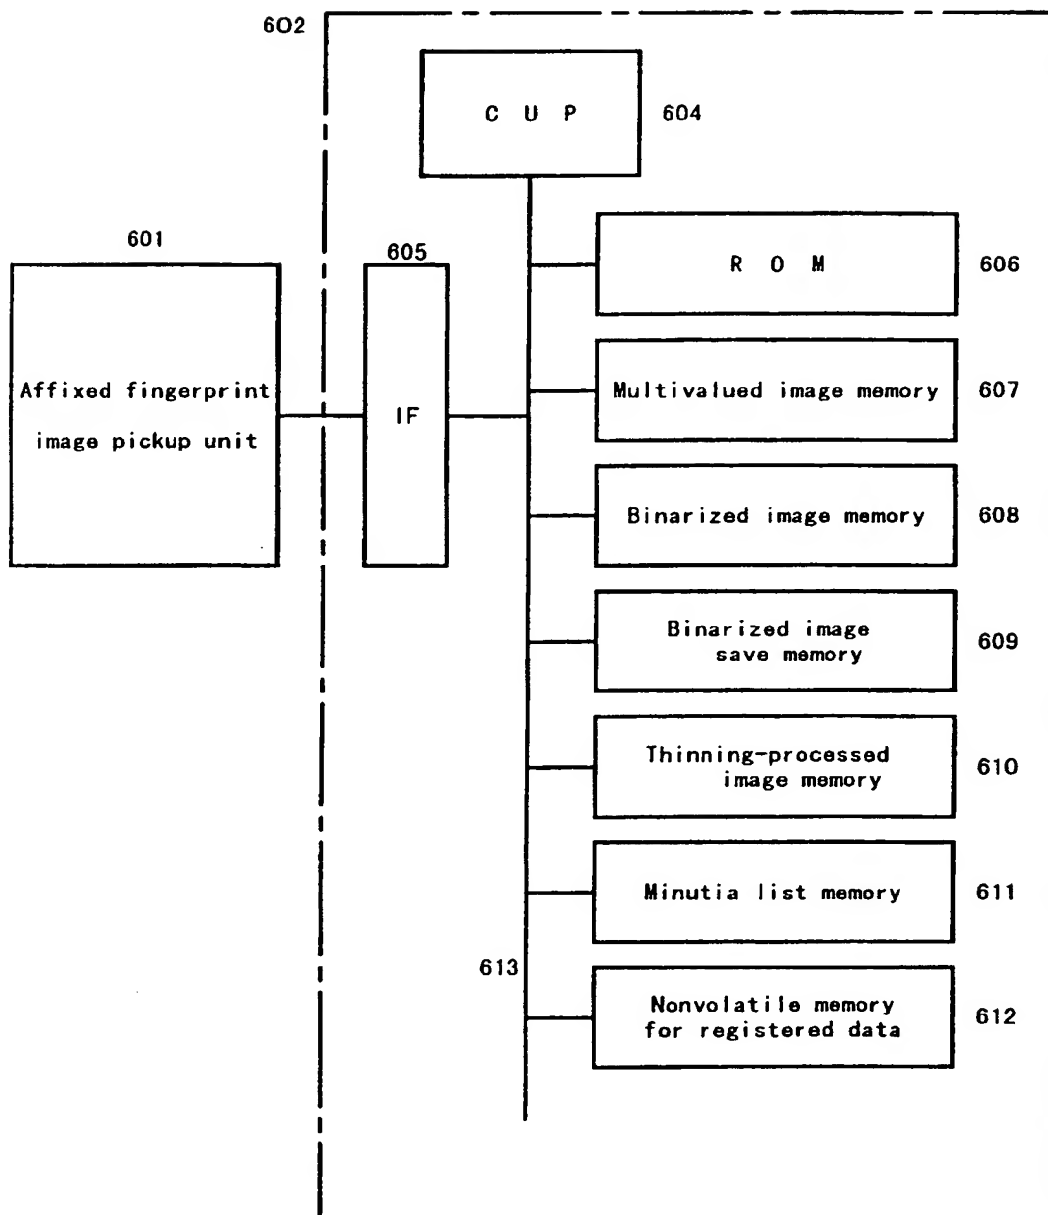 602
C U P
604
601
605
R O M
606
Affixed fingerprint
image pickup unit
IF
Multivalued image memory
607
Binarized image memory
608
Binarized image
save memory
609
Thinning-processed
image memory
610
Minutia list memory
611
613
Nonvolatile memory
for registered data
612